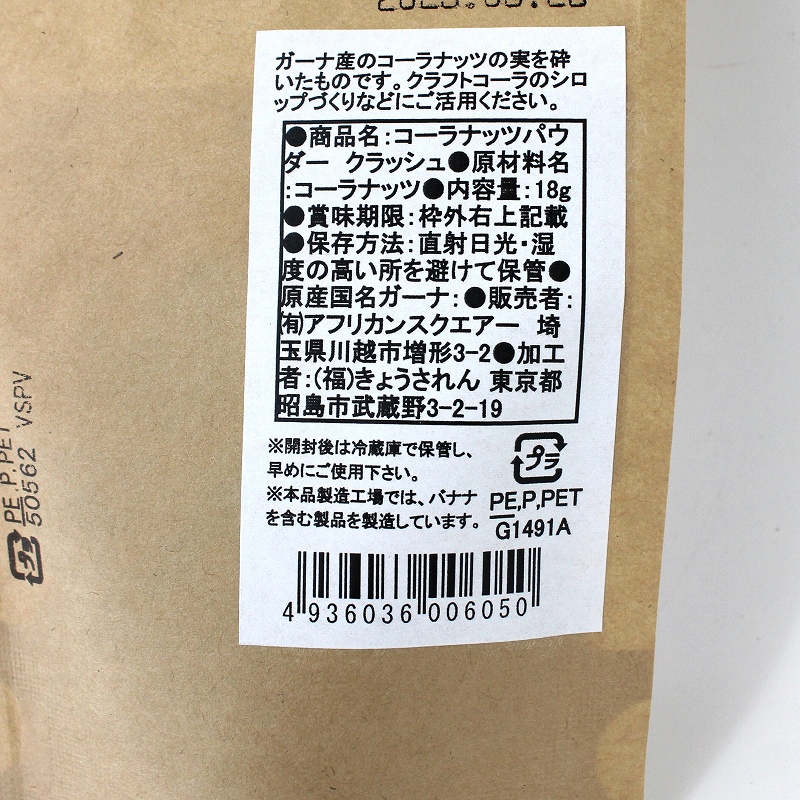 ガーナ産のコーラナッツの実を砕
いたものです。クラフトコーラのシロ
ップづくりなどにご活用ください。
●商品名:コーラナッツパウ
ダー クラッシュ●原材料名
:コーラナッツ●内容量:18g
●賞味期限:枠外右上記載
●保存方法:直射日光・湿
度の高い所を避けて保管●
原産国名ガーナ:●販売者:
㈲アフリカンスクエアー 埼
玉県川越市増形3-2●加工
者:(福)きょうされん 東京都
昭島市武蔵野3-2-19
※開封後は冷蔵庫で保管し、
早めにご使用下さい。
※本品製造工場では、バナナ
を含む製品を製造しています。
プラ
PE,P,PET
G1491A
4 936036 006050
プラ
PE,P,PET
50562 VSPV